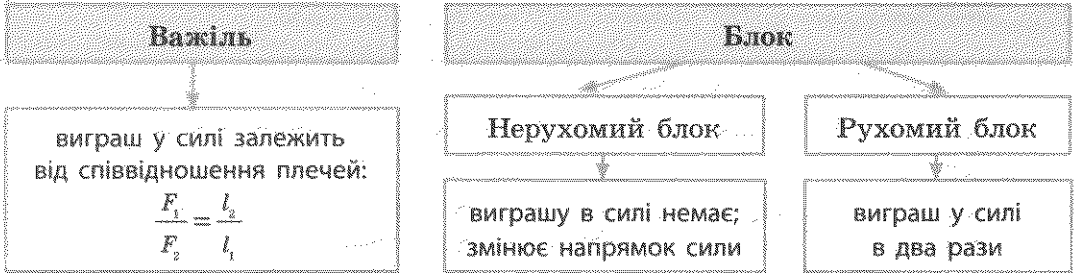 Важіль
виграш у силі залежить
від співвідношення плечей:
F₁/F₂ = l₂/l₁
Блок
Нерухомий блок
виграшу в силі немає;
змінює напрямок сили
Рухомий блок
виграш у силі
в два рази